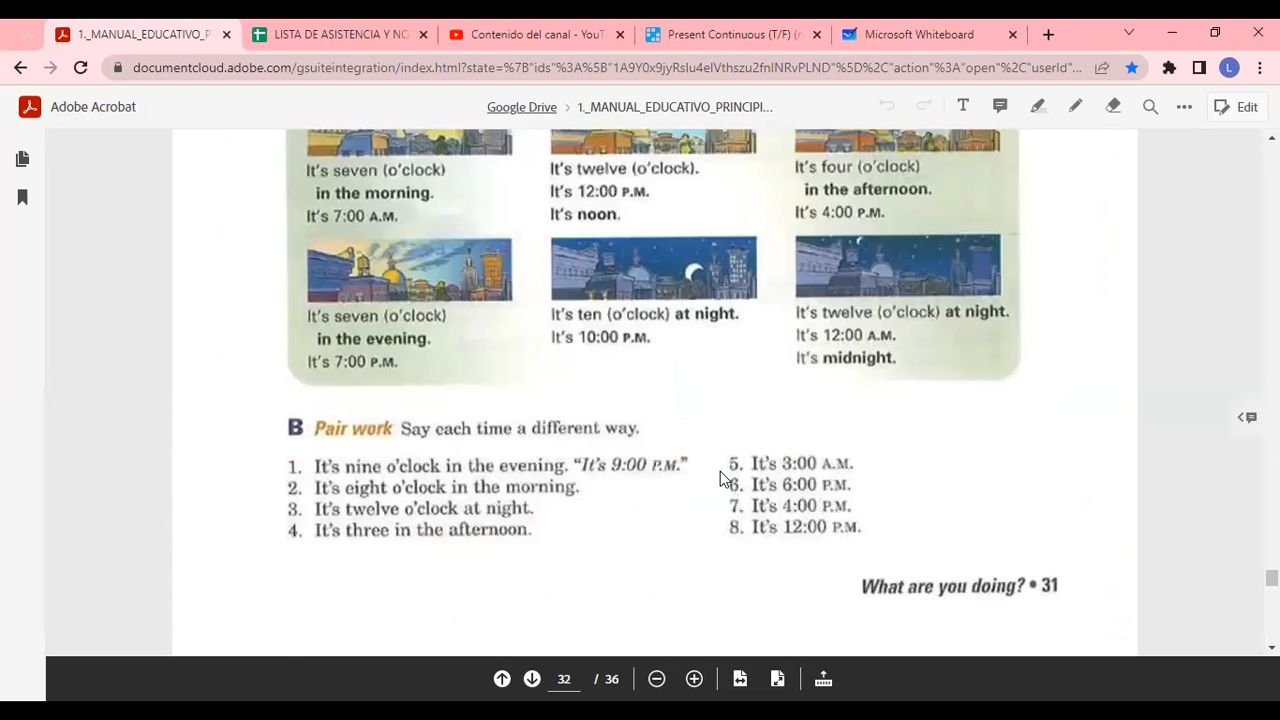 1._MANUAL_EDUCATIVO_P
LISTA DE ASISTENCIA Y NO
Contenido del canal - YouT
Present Continuous (T/F) (n
Microsoft Whiteboard
documentcloud.adobe.com/gsuiteintegration/index.html?state=%7B"ids"%3A%5B"1A9Y0x9jyRsIu4eIVthszu2fnINRvPLND"%5D%2C"action"%3A"open"%2C"userId"...
L
Adobe Acrobat
Google Drive > 1._MANUAL_EDUCATIVO_PRINCIPI...
Edit
It's seven (o'clock)
in the morning.
It's 7:00 A.M.
It's twelve (o'clock).
It's 12:00 P.M.
It's noon.
It's four (o'clock)
in the afternoon.
It's 4:00 P.M.
It's seven (o'clock)
in the evening.
It's 7:00 P.M.
It's ten (o'clock) at night.
It's 10:00 P.M.
It's twelve (o'clock) at night.
It's 12:00 A.M.
It's midnight.
B Pair work Say each time a different way.
1. It's nine o'clock in the evening. "It's 9:00 P.M."
2. It's eight o'clock in the morning.
3. It's twelve o'clock at night.
4. It's three in the afternoon.
5. It's 3:00 A.M.
6. It's 6:00 P.M.
7. It's 4:00 P.M.
8. It's 12:00 P.M.
What are you doing? • 31
32 / 36